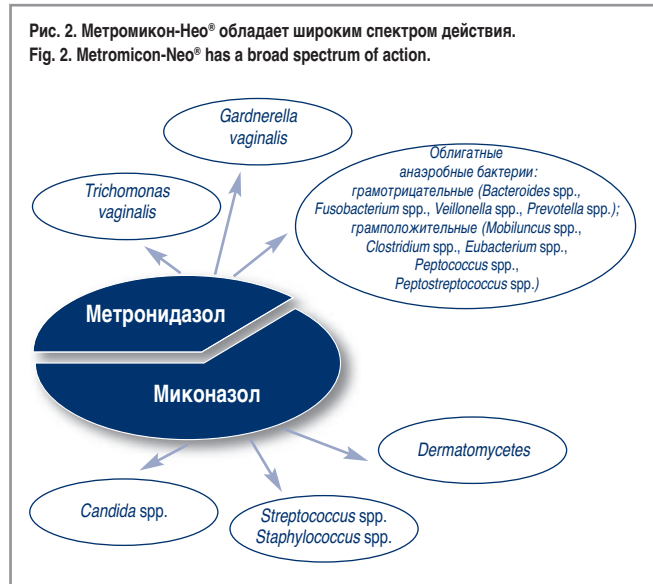 Рис. 2. Метромикон-Нео® обладает широким спектром действия.
Fig. 2. Metromicon-Neo® has a broad spectrum of action.
Gardnerella
vaginalis
Trichomonas
vaginalis
Облигатные
анаэробные бактерии:
грамотрицательные (Bacteroides spp.,
Fusobacterium spp., Veillonella spp., Prevotella spp.);
грамположительные (Mobiluncus spp.,
Clostridium spp., Eubacterium spp.,
Peptococcus spp.,
Peptostreptococcus spp.)
Метронидазол
Миконазол
Dermatomycetes
Candida spp.
Streptococcus spp.
Staphylococcus spp.